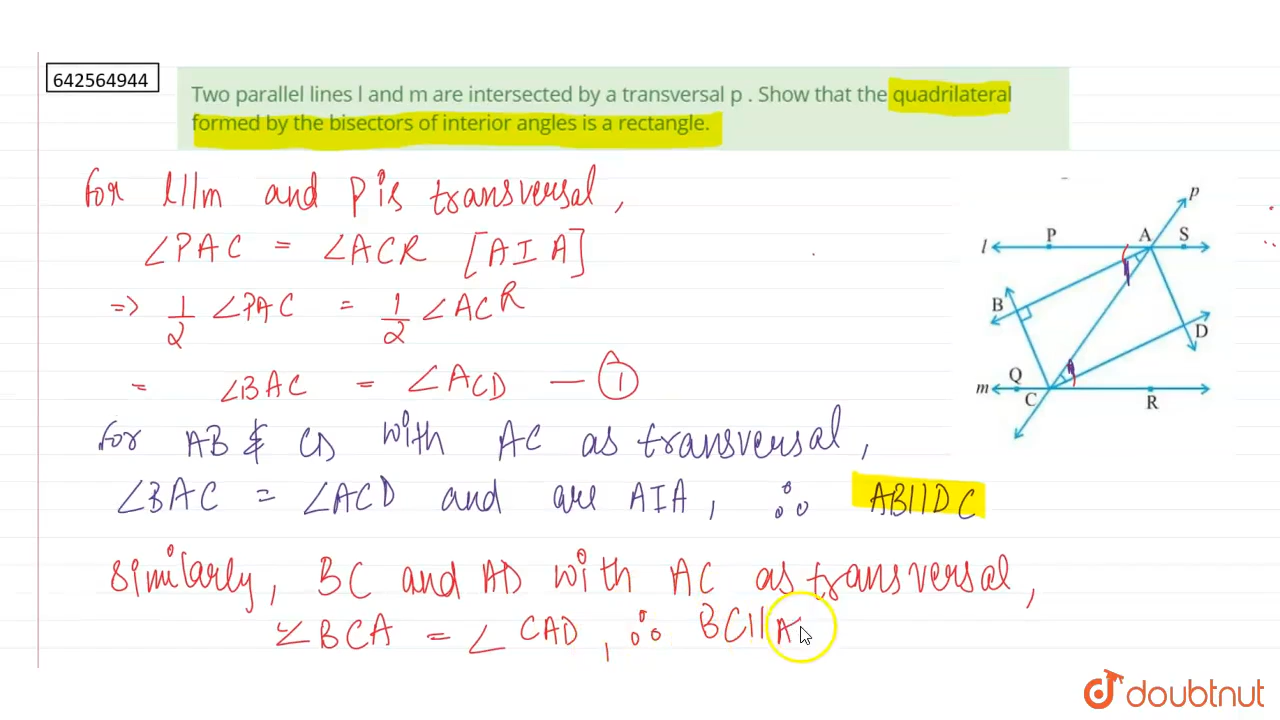 642564944
Two parallel lines l and m are intersected by a transversal p . Show that the quadrilateral
formed by the bisectors of interior angles is a rectangle.
for l||m and P is transversal,
∠PAC = ∠ACR [AIA]
=> 1/2 ∠PAC = 1/2 ∠ACR
= ∠BAC = ∠ACD — 1
for AB & CD with AC as transversal,
∠BAC = ∠ACD and are AIA, ∴ AB||DC
Similarly, BC and AD with AC as transversal,
∠BCA = ∠CAD, ∴ BC||A
p
l P A S
B
D
Q
m C R
doubtnut